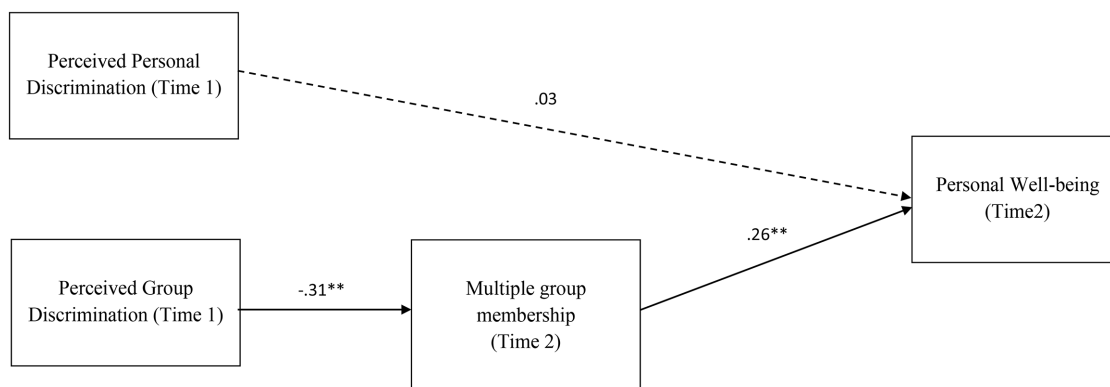 Perceived Personal
Discrimination (Time 1)
.03
Personal Well-being
(Time2)
.26**
Perceived Group
Discrimination (Time 1)
-.31**
Multiple group
membership
(Time 2)